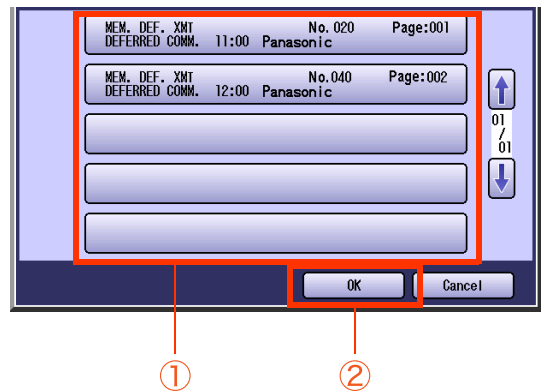 MEM. DEF. XMT No. 020 Page:001
DEFERRED COMM. 11:00 Panasonic
MEM. DEF. XMT No.040 Page:002
DEFERRED COMM. 12:00 Panasonic
01
/
01
OK Cancel
① ②